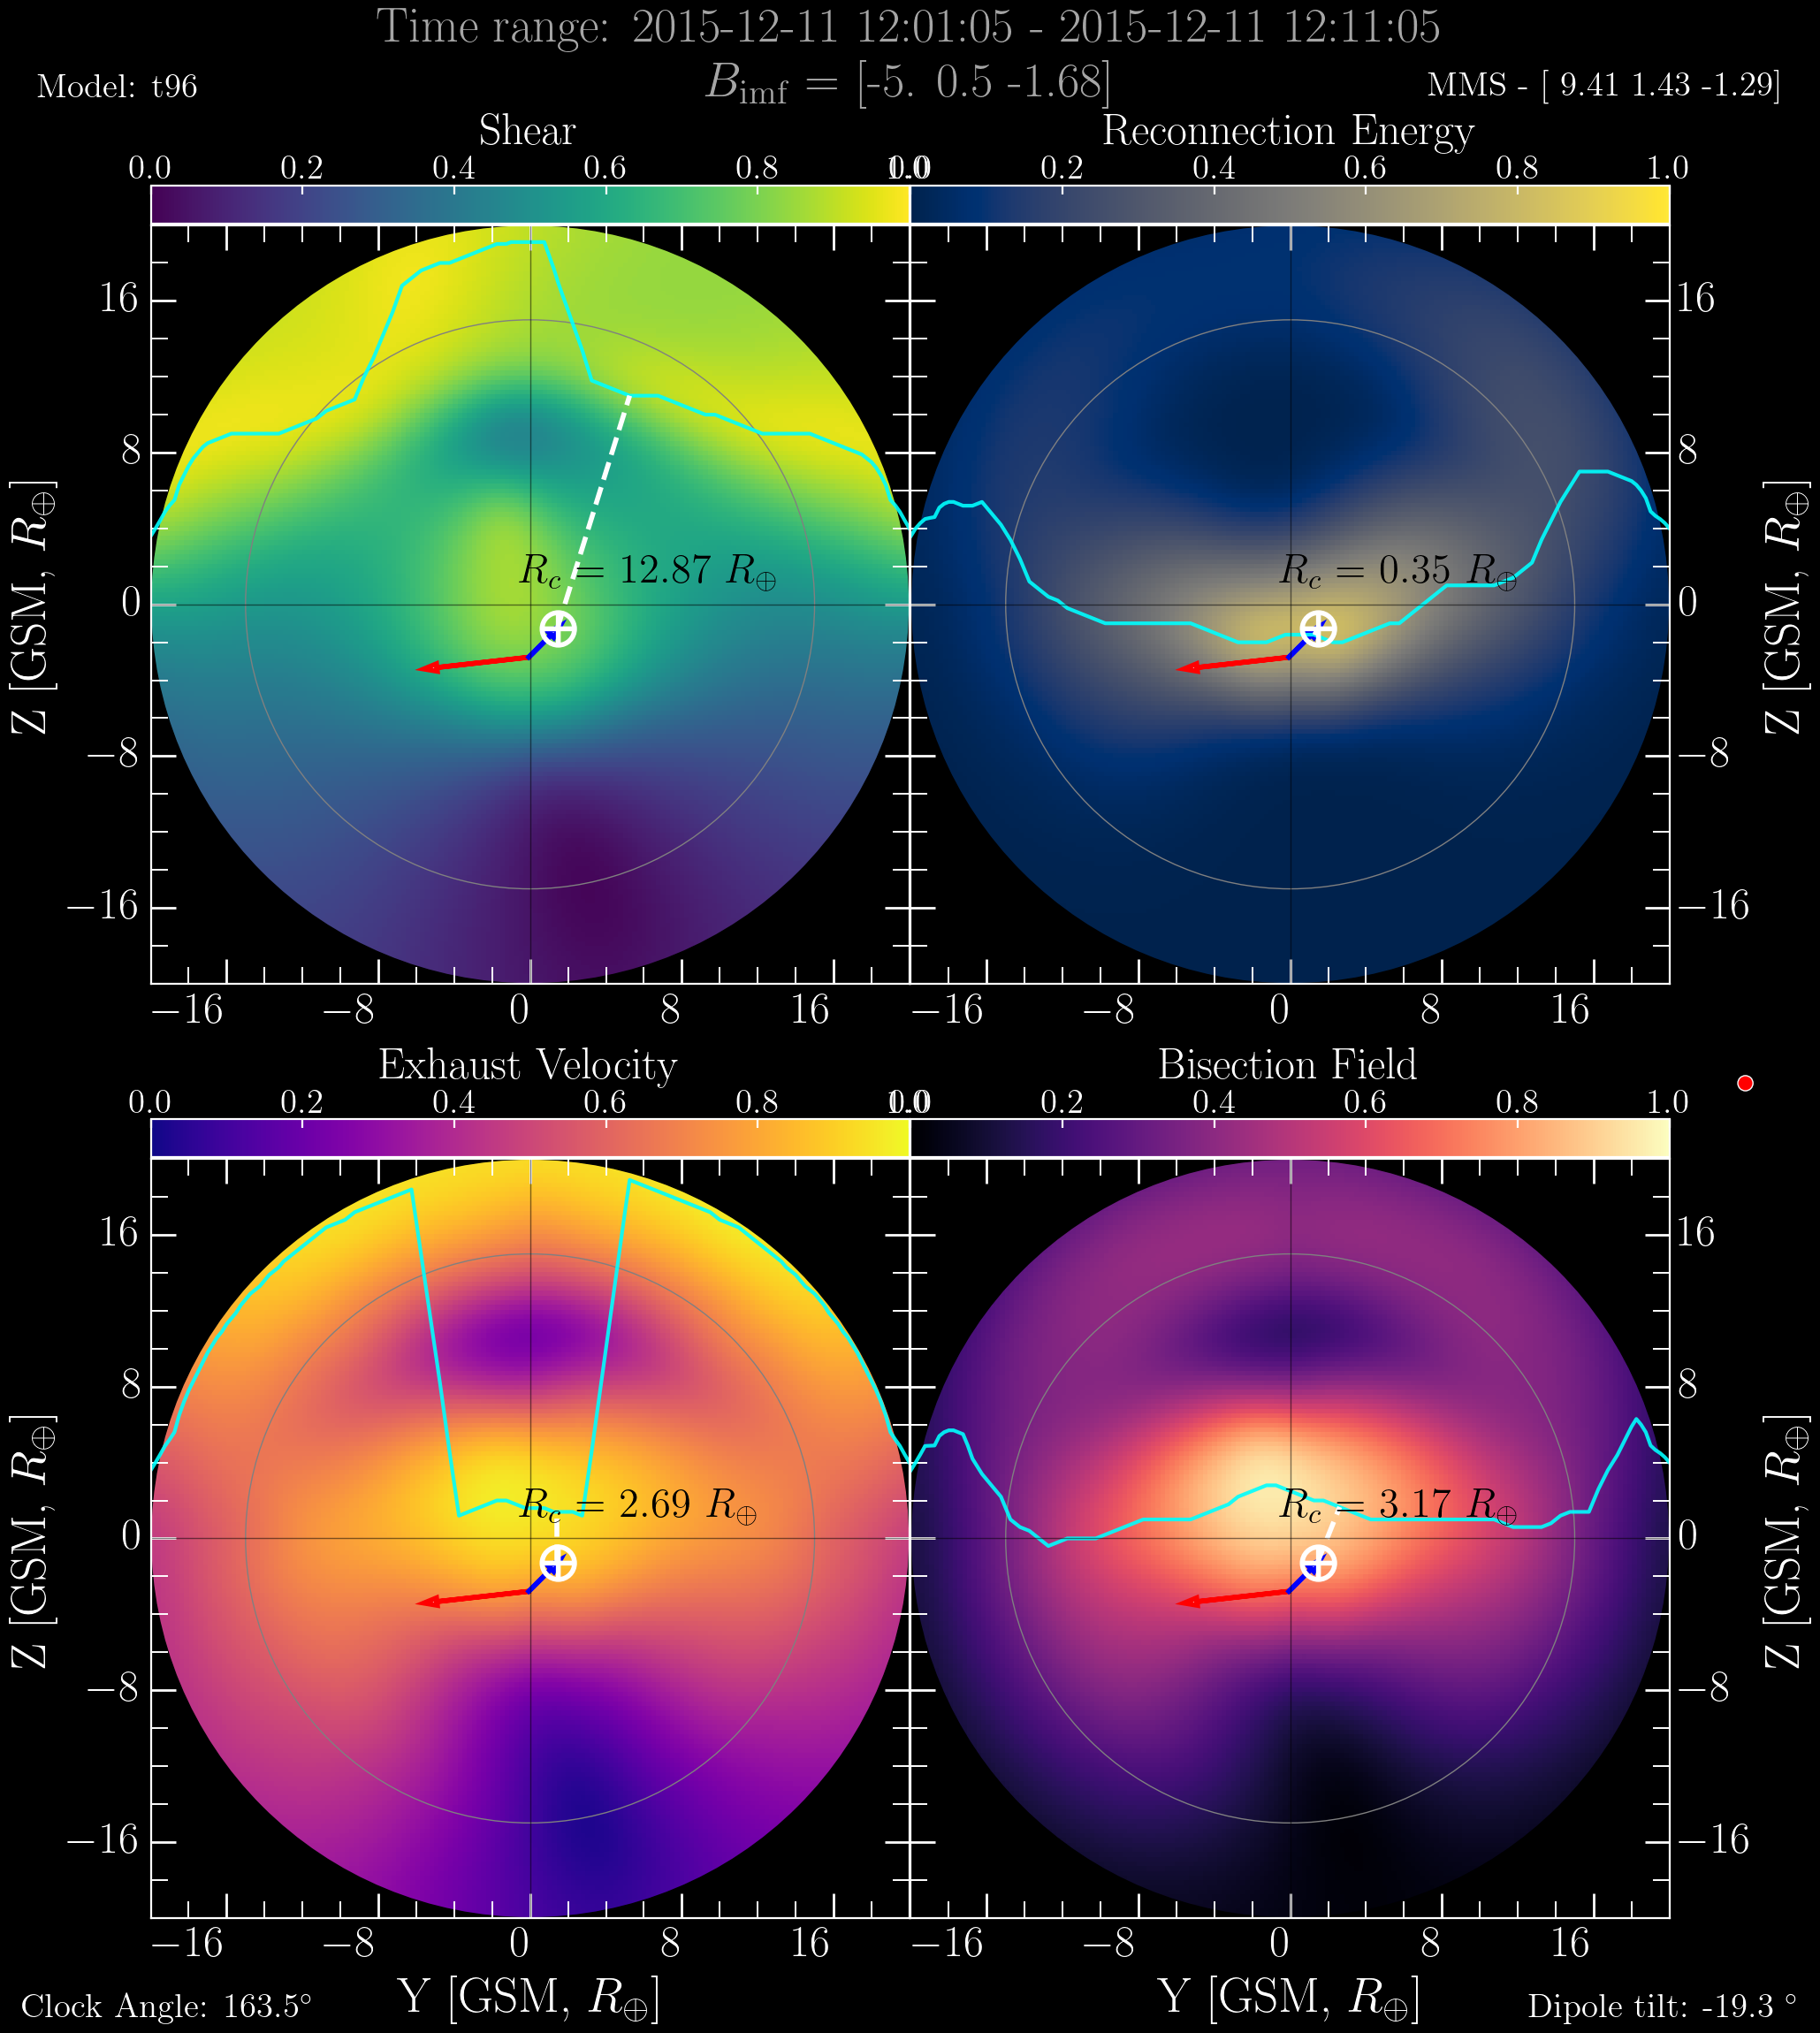 Time range: 2015-12-11 12:01:05 - 2015-12-11 12:11:05
Model: t96
B_imf = [-5. 0.5 -1.68]
MMS - [ 9.41 1.43 -1.29]
Shear
Reconnection Energy
0.0 0.2 0.4 0.6 0.8 1.0
0.0 0.2 0.4 0.6 0.8 1.0
16 8 0 −8 −16
Z [GSM, R⊕]
R_c = 12.87 R⊕
R_c = 0.35 R⊕
16 8 0 −8 −16
Z [GSM, R⊕]
−16 −8 0 8 16
−16 −8 0 8 16
Exhaust Velocity
Bisection Field
0.0 0.2 0.4 0.6 0.8 1.0
0.0 0.2 0.4 0.6 0.8 1.0
16 8 0 −8 −16
Z [GSM, R⊕]
R_c = 2.69 R⊕
R_c = 3.17 R⊕
16 8 0 −8 −16
Z [GSM, R⊕]
−16 −8 0 8 16
−16 −8 0 8 16
Y [GSM, R⊕]
Y [GSM, R⊕]
Clock Angle: 163.5°
Dipole tilt: -19.3 °